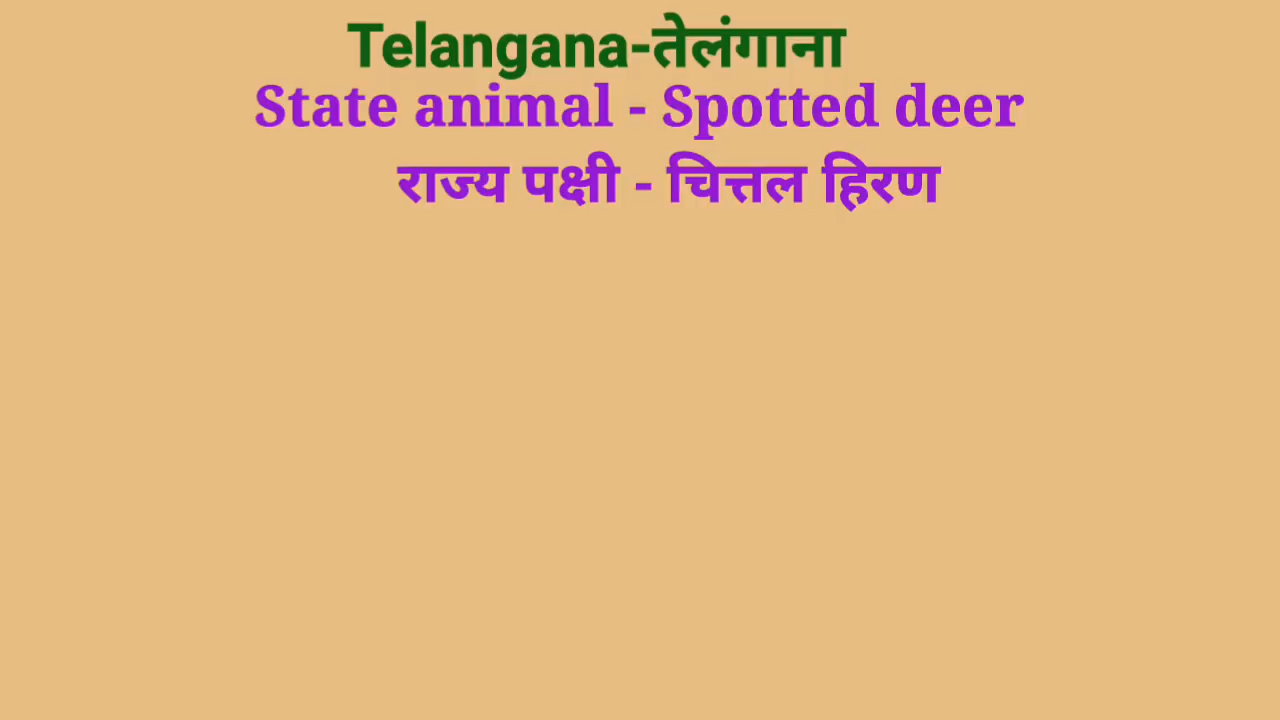 Telangana-तेलंगाना
State animal - Spotted deer
राज्य पक्षी - चित्तल हिरण